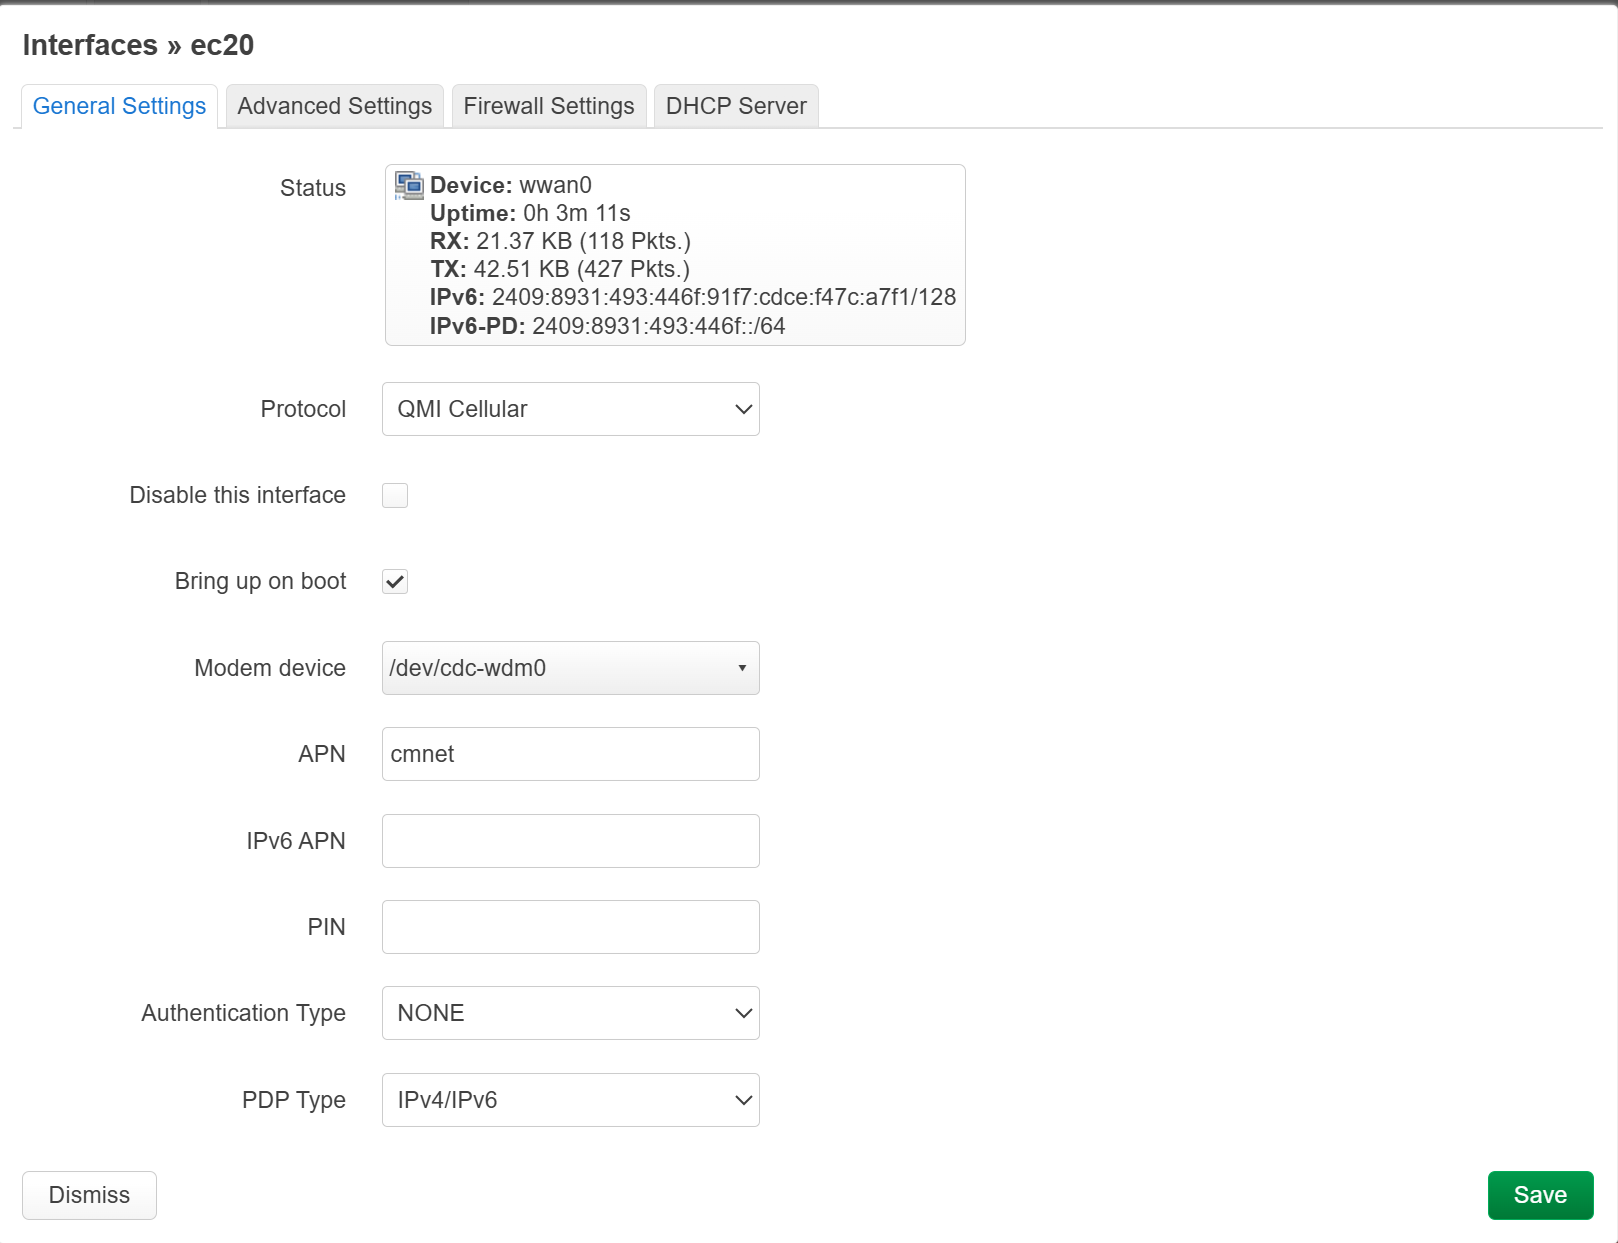 Interfaces » ec20
General Settings
Advanced Settings
Firewall Settings
DHCP Server
Status
Device: wwan0
Uptime: 0h 3m 11s
RX: 21.37 KB (118 Pkts.)
TX: 42.51 KB (427 Pkts.)
IPv6: 2409:8931:493:446f:91f7:cdce:f47c:a7f1/128
IPv6-PD: 2409:8931:493:446f::/64
Protocol
QMI Cellular
Disable this interface
Bring up on boot
Modem device
/dev/cdc-wdm0
APN
cmnet
IPv6 APN
PIN
Authentication Type
NONE
PDP Type
IPv4/IPv6
Dismiss
Save